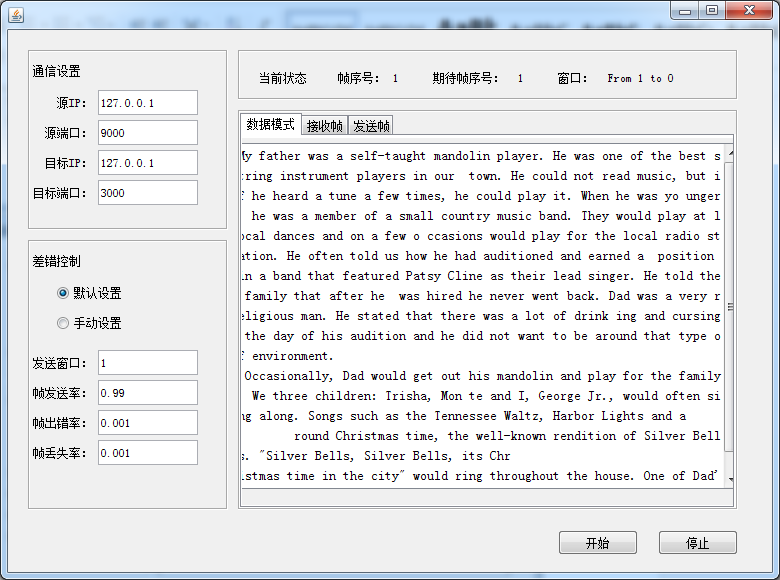 通信设置
源IP: 127.0.0.1
源端口: 9000
目标IP: 127.0.0.1
目标端口: 3000
差错控制
默认设置
手动设置
发送窗口: 1
帧发送率: 0.99
帧出错率: 0.001
帧丢失率: 0.001
当前状态 帧序号: 1 期待帧序号: 1 窗口: From 1 to 0
数据模式 接收帧 发送帧
My father was a self-taught mandolin player. He was one of the best s
tring instrument players in our town. He could not read music, but i
f he heard a tune a few times, he could play it. When he was yo unger
he was a member of a small country music band. They would play at l
ocal dances and on a few o ccasions would play for the local radio st
ation. He often told us how he had auditioned and earned a position
in a band that featured Patsy Cline as their lead singer. He told the
family that after he was hired he never went back. Dad was a very r
eligious man. He stated that there was a lot of drink ing and cursing
the day of his audition and he did not want to be around that type o
f environment.
Occasionally, Dad would get out his mandolin and play for the family
We three children: Trisha, Mon te and I, George Jr., would often si
ng along. Songs such as the Tennessee Waltz, Harbor Lights and a
round Christmas time, the well-known rendition of Silver Bell
s. "Silver Bells, Silver Bells, its Chr
istmas time in the city" would ring throughout the house. One of Dad'
开始 停止